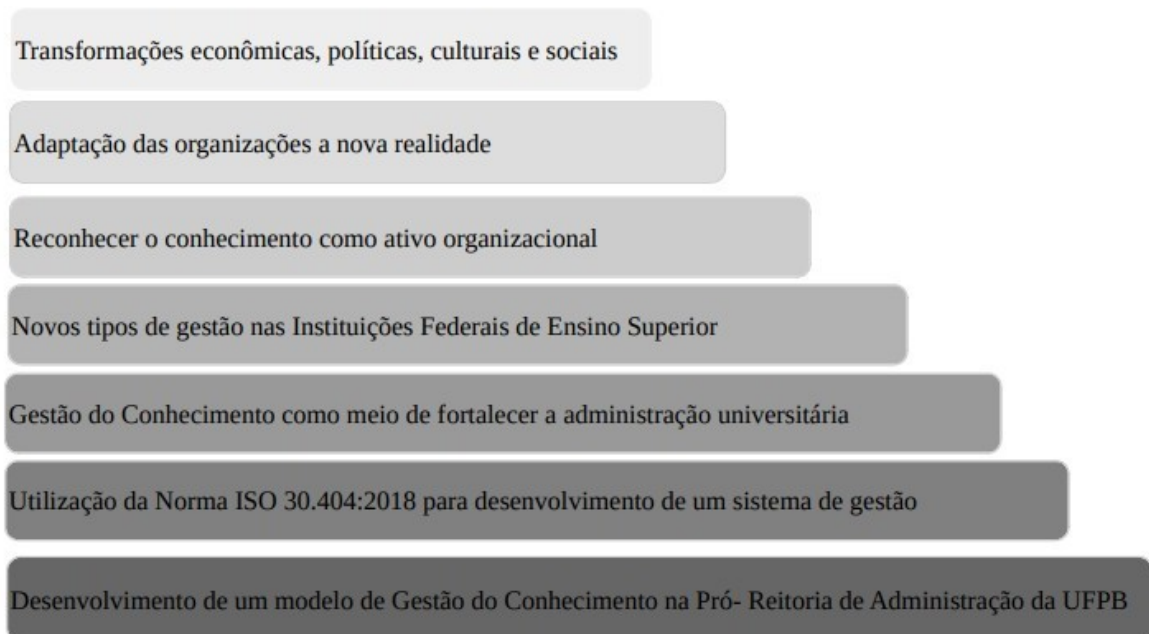 Transformações econômicas, políticas, culturais e sociais
Adaptação das organizações a nova realidade
Reconhecer o conhecimento como ativo organizacional
Novos tipos de gestão nas Instituições Federais de Ensino Superior
Gestão do Conhecimento como meio de fortalecer a administração universitária
Utilização da Norma ISO 30.404:2018 para desenvolvimento de um sistema de gestão
Desenvolvimento de um modelo de Gestão do Conhecimento na Pró- Reitoria de Administração da UFPB